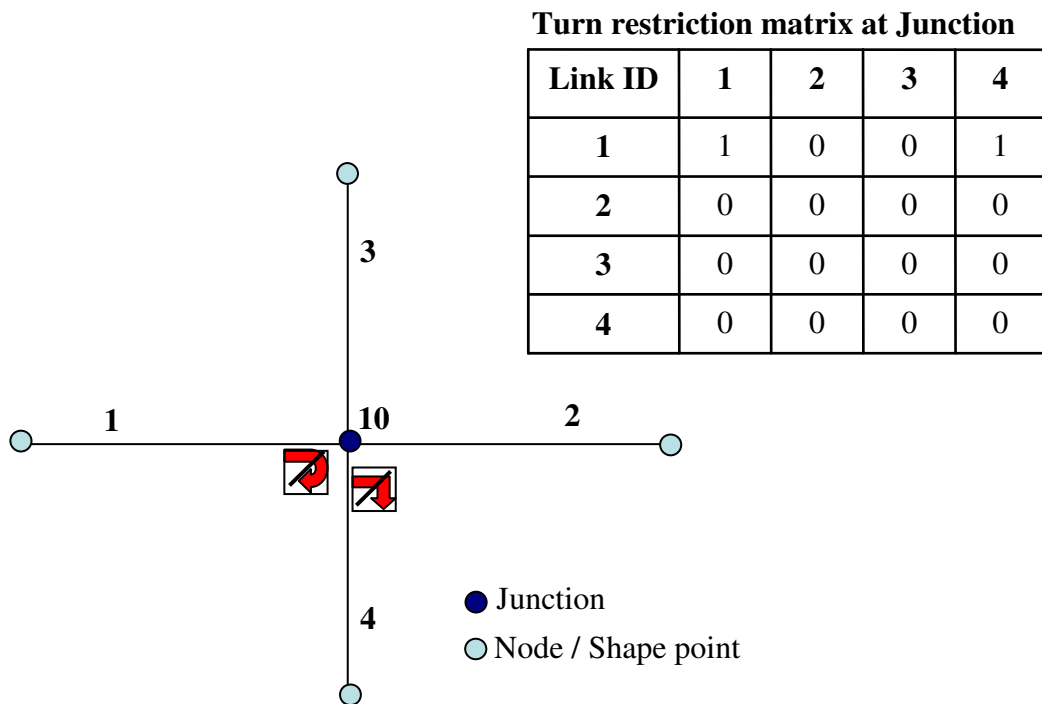 Turn restriction matrix at Junction
Link ID 1 2 3 4
1 1 0 0 1
2 0 0 0 0
3 0 0 0 0
4 0 0 0 0
3
1 10 2
4
Junction
Node / Shape point